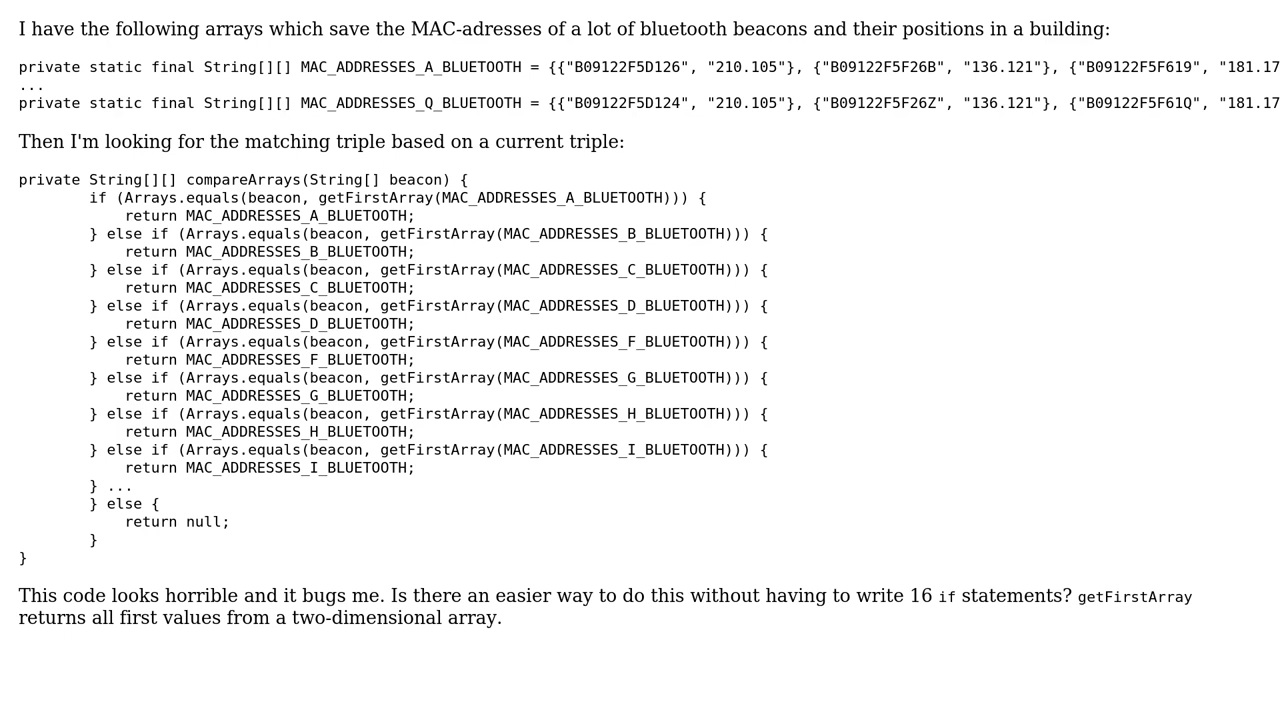 I have the following arrays which save the MAC-adresses of a lot of bluetooth beacons and their positions in a building:
private static final String[][] MAC_ADDRESSES_A_BLUETOOTH = {{"B09122F5D126", "210.105"}, {"B09122F5F26B", "136.121"}, {"B09122F5F619", "181.17
...
private static final String[][] MAC_ADDRESSES_Q_BLUETOOTH = {{"B09122F5D124", "210.105"}, {"B09122F5F26Z", "136.121"}, {"B09122F5F61Q", "181.17
Then I'm looking for the matching triple based on a current triple:
private String[][] compareArrays(String[] beacon) {
        if (Arrays.equals(beacon, getFirstArray(MAC_ADDRESSES_A_BLUETOOTH))) {
            return MAC_ADDRESSES_A_BLUETOOTH;
        } else if (Arrays.equals(beacon, getFirstArray(MAC_ADDRESSES_B_BLUETOOTH))) {
            return MAC_ADDRESSES_B_BLUETOOTH;
        } else if (Arrays.equals(beacon, getFirstArray(MAC_ADDRESSES_C_BLUETOOTH))) {
            return MAC_ADDRESSES_C_BLUETOOTH;
        } else if (Arrays.equals(beacon, getFirstArray(MAC_ADDRESSES_D_BLUETOOTH))) {
            return MAC_ADDRESSES_D_BLUETOOTH;
        } else if (Arrays.equals(beacon, getFirstArray(MAC_ADDRESSES_F_BLUETOOTH))) {
            return MAC_ADDRESSES_F_BLUETOOTH;
        } else if (Arrays.equals(beacon, getFirstArray(MAC_ADDRESSES_G_BLUETOOTH))) {
            return MAC_ADDRESSES_G_BLUETOOTH;
        } else if (Arrays.equals(beacon, getFirstArray(MAC_ADDRESSES_H_BLUETOOTH))) {
            return MAC_ADDRESSES_H_BLUETOOTH;
        } else if (Arrays.equals(beacon, getFirstArray(MAC_ADDRESSES_I_BLUETOOTH))) {
            return MAC_ADDRESSES_I_BLUETOOTH;
        } ...
        } else {
            return null;
        }
}
This code looks horrible and it bugs me. Is there an easier way to do this without having to write 16 if statements? getFirstArray
returns all first values from a two-dimensional array.